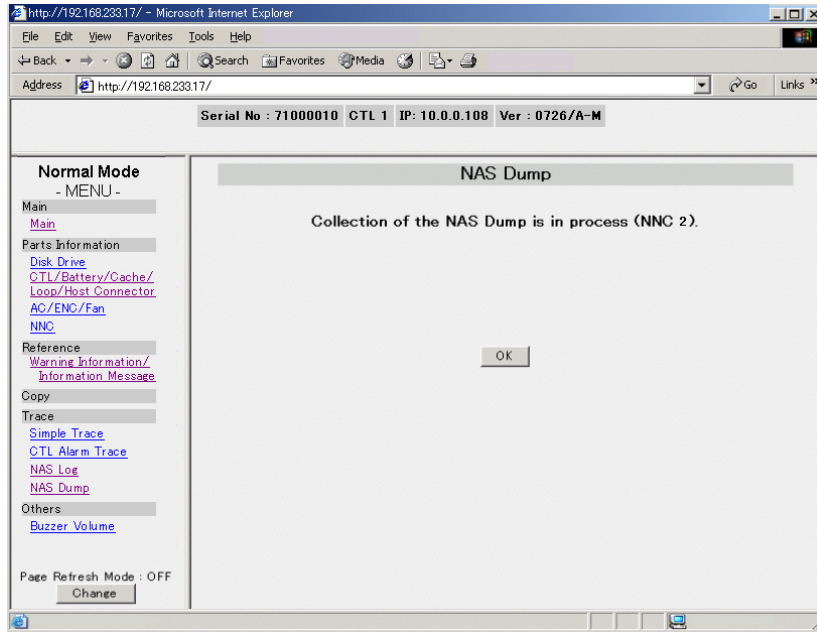 http://192.168.233.17/ - Microsoft Internet Explorer
File Edit View Favorites Tools Help
Back Search Favorites Media
Address http://192.168.233.17/ Go Links »
Serial No : 71000010 CTL 1 IP: 10.0.0.108 Ver : 0726/A-M
Normal Mode
- MENU -
Main
Main
Parts Information
Disk Drive
CTL/Battery/Cache/
Loop/Host Connector
AC/ENC/Fan
NNC
Reference
Warning Information/
Information Message
Copy
Trace
Simple Trace
CTL Alarm Trace
NAS Log
NAS Dump
Others
Buzzer Volume
Page Refresh Mode : OFF
Change
NAS Dump
Collection of the NAS Dump is in process (NNC 2).
OK